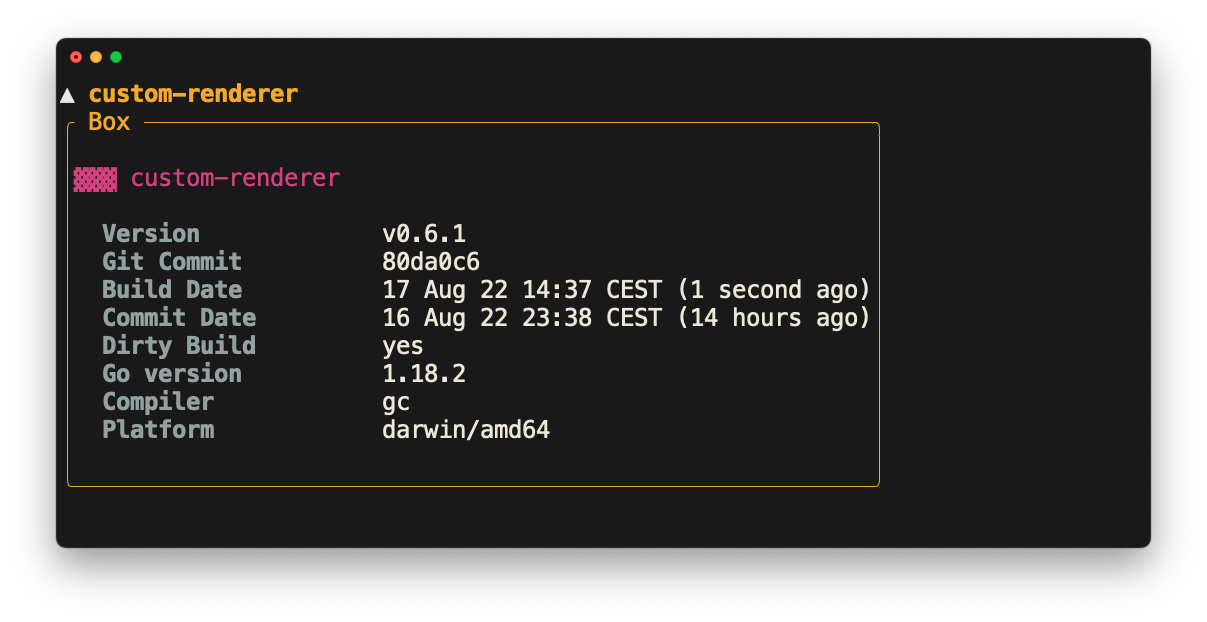 ▲ custom-renderer
Box
▓▓▓ custom-renderer
Version v0.6.1
Git Commit 80da0c6
Build Date 17 Aug 22 14:37 CEST (1 second ago)
Commit Date 16 Aug 22 23:38 CEST (14 hours ago)
Dirty Build yes
Go version 1.18.2
Compiler gc
Platform darwin/amd64